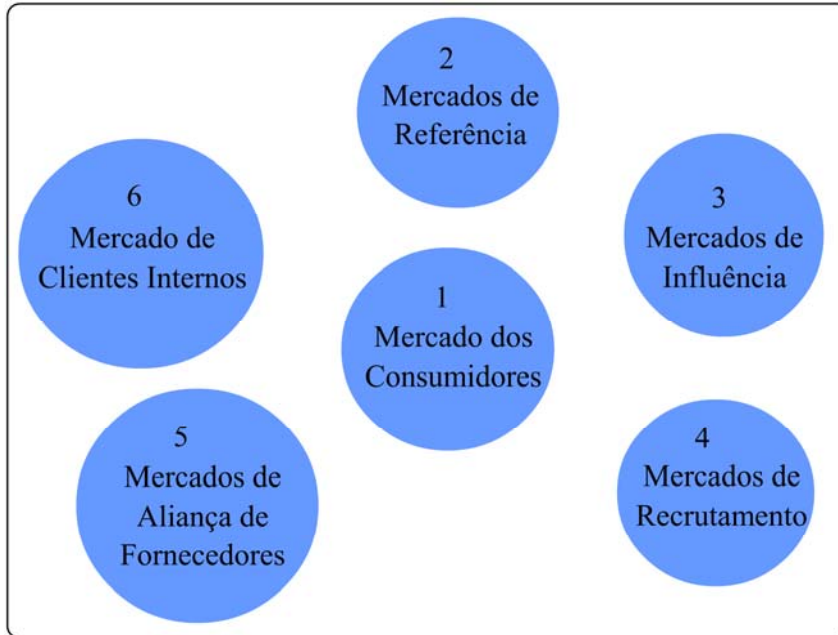 1
Mercado dos
Consumidores
2
Mercados de
Referência
3
Mercados de
Influência
4
Mercados de
Recrutamento
5
Mercados de
Aliança de
Fornecedores
6
Mercado de
Clientes Internos